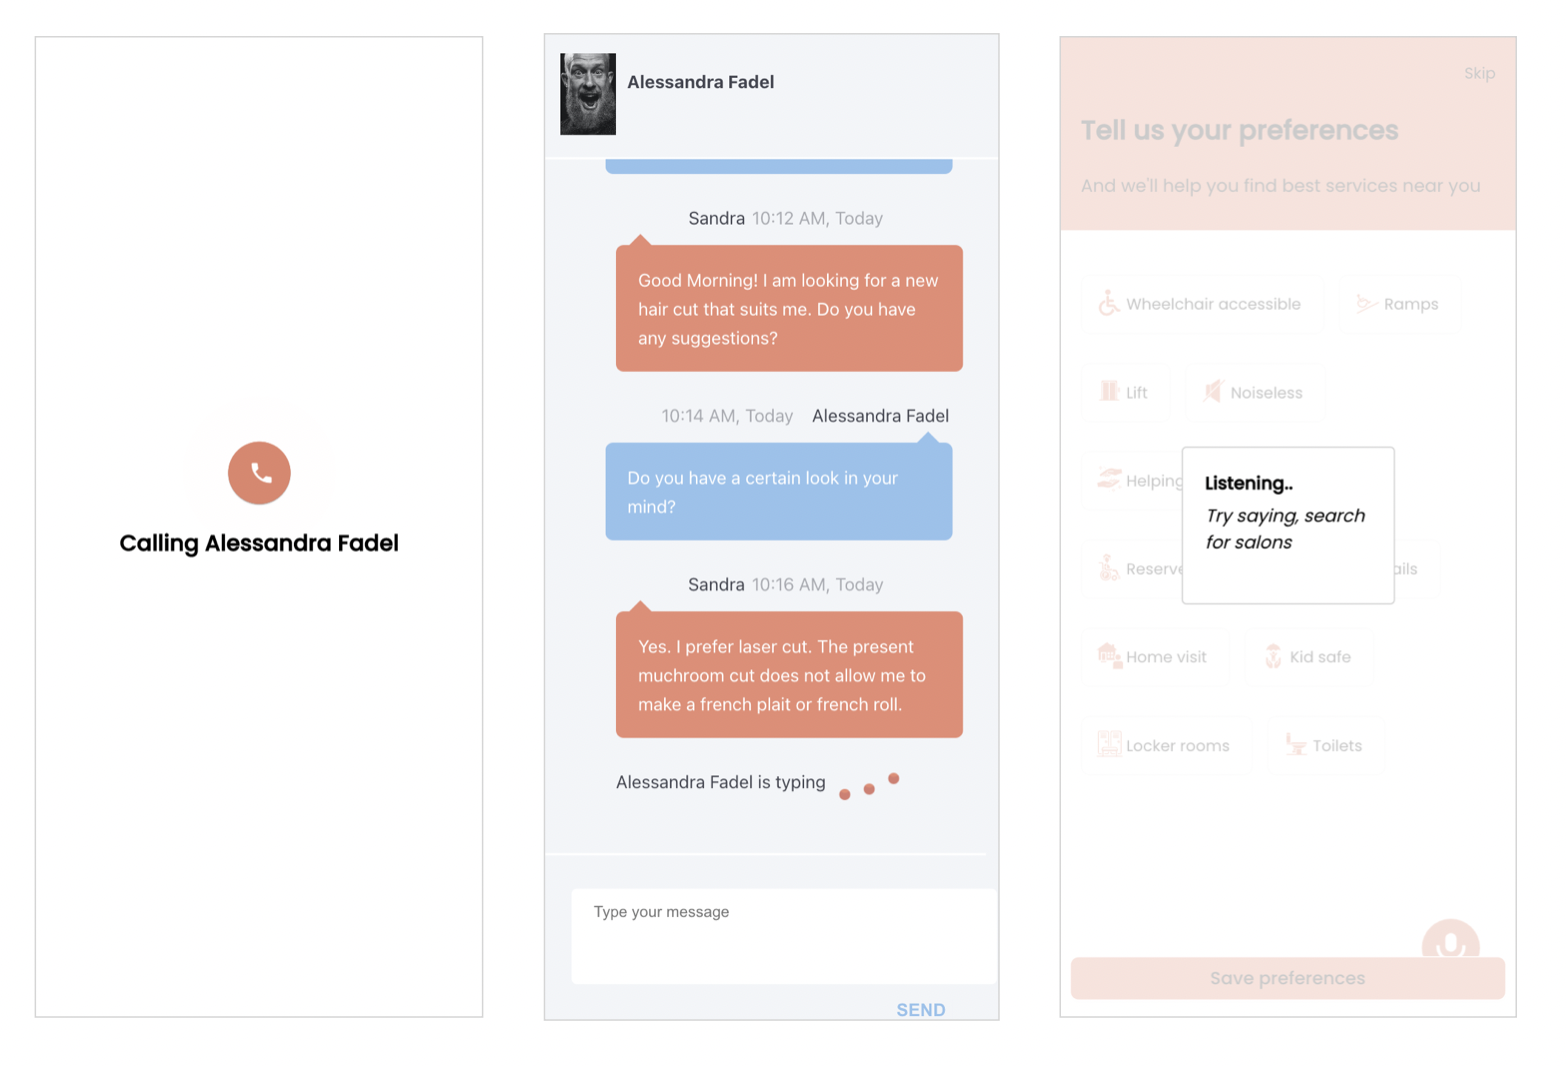 Calling Alessandra Fadel
Alessandra Fadel
Sandra 10:12 AM, Today
Good Morning! I am looking for a new
hair cut that suits me. Do you have
any suggestions?
10:14 AM, Today Alessandra Fadel
Do you have a certain look in your
mind?
Sandra 10:16 AM, Today
Yes. I prefer laser cut. The present
muchroom cut does not allow me to
make a french plait or french roll.
Alessandra Fadel is typing
Type your message
SEND
Skip
Tell us your preferences
And we'll help you find best services near you
Wheelchair accessible Ramps
Lift Noiseless
Helping
Listening..
Try saying, search
for salons
Home visit Kid safe
Locker rooms Toilets
Save preferences